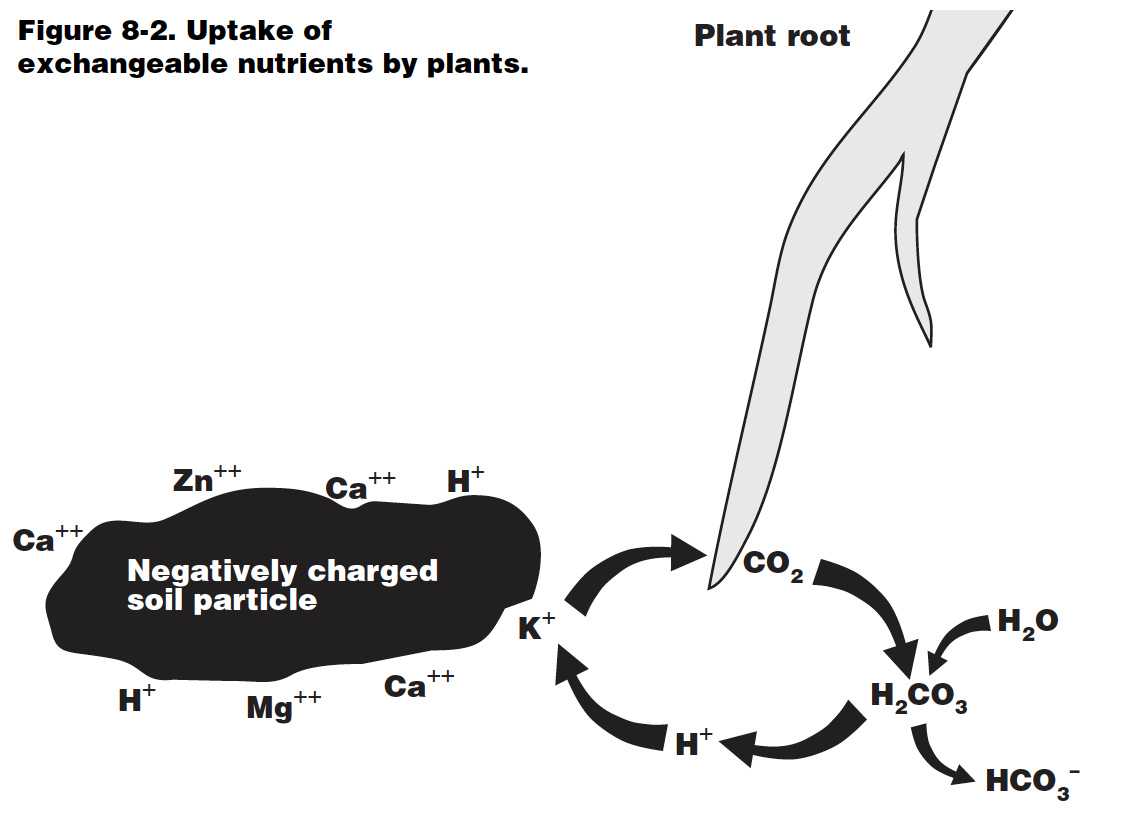 Figure 8-2. Uptake of
exchangeable nutrients by plants.
Plant root
Zn⁺⁺
Ca⁺⁺
H⁺
Ca⁺⁺
Negatively charged
soil particle
CO₂
K⁺
H₂O
H⁺
Mg⁺⁺
Ca⁺⁺
H₂CO₃
H⁺
HCO₃⁻